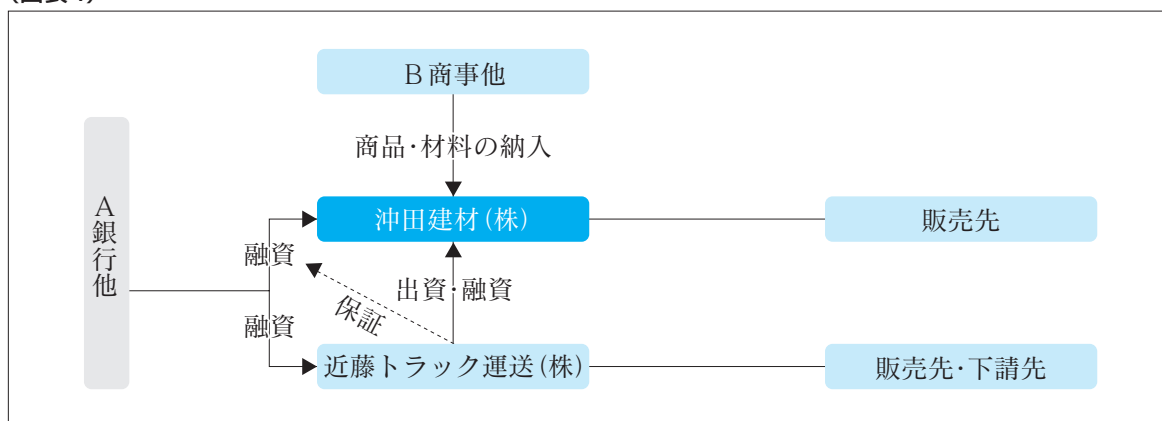 B商事他
商品・材料の納入
A銀行他
融資
沖田建材(株)
販売先
出資・融資
保証
融資
近藤トラック運送(株)
販売先・下請先